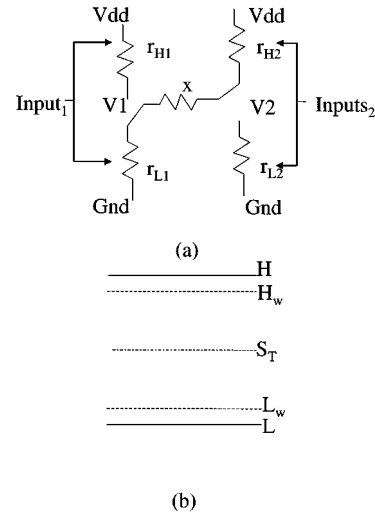 Vdd Vdd
r_H1 r_H2
x
Input_1 V1 V2 Inputs_2
r_L1 r_L2
Gnd Gnd
(a)
H
H_w
S_T
L_w
L
(b)